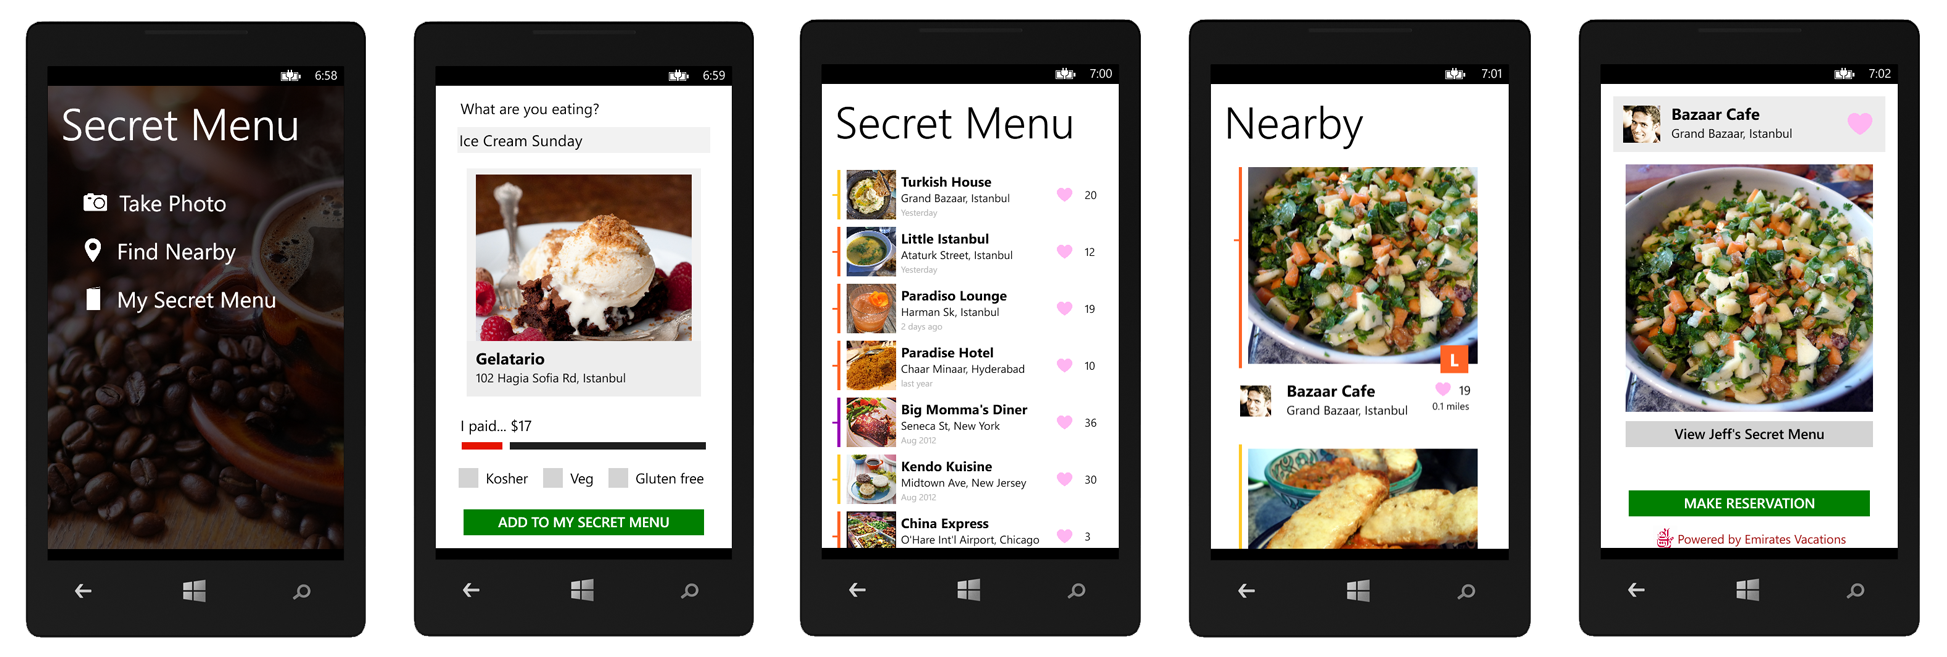 6:58
Secret Menu
Take Photo
Find Nearby
My Secret Menu
6:59
What are you eating?
Ice Cream Sunday
Gelatario
102 Hagia Sofia Rd, Istanbul
I paid... $17
Kosher Veg Gluten free
ADD TO MY SECRET MENU
7:00
Secret Menu
Turkish House
Grand Bazaar, Istanbul 20
Yesterday
Little Istanbul
Ataturk Street, Istanbul 12
Yesterday
Paradiso Lounge
Harman Sk, Istanbul 19
2 days ago
Paradise Hotel
Chaar Minaar, Hyderabad 10
last year
Big Momma's Diner
Seneca St, New York 36
Aug 2012
Kendo Kuisine
Midtown Ave, New Jersey 30
Aug 2012
China Express
O'Hare Int'l Airport, Chicago 3
7:01
Nearby
L
Bazaar Cafe 19
Grand Bazaar, Istanbul 0.1 miles
7:02
Bazaar Cafe
Grand Bazaar, Istanbul
View Jeff's Secret Menu
MAKE RESERVATION
Powered by Emirates Vacations